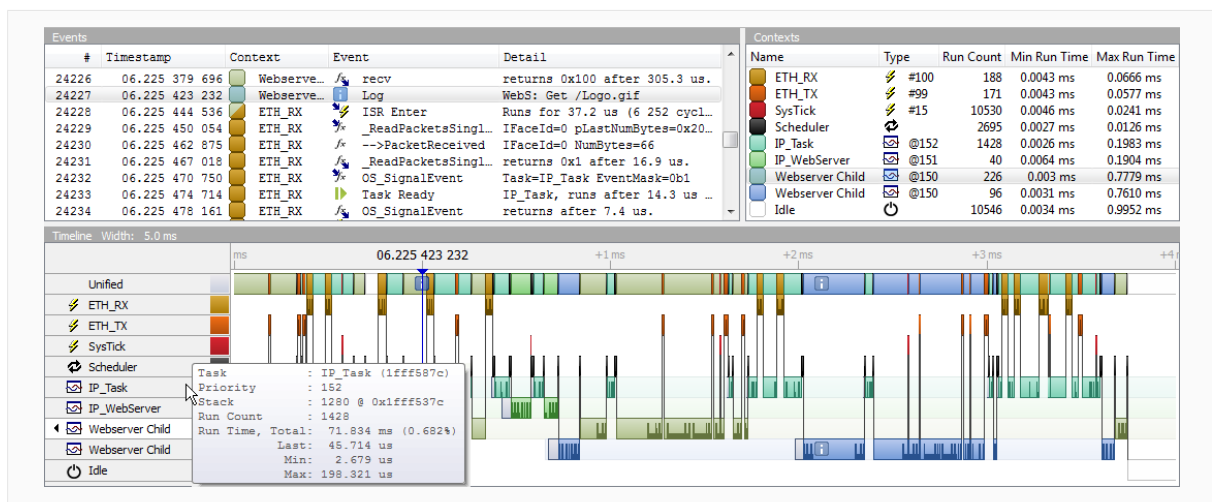 Events
# Timestamp Context Event Detail
24226 06.225 379 696 Webserve… recv returns 0x100 after 305.3 us.
24227 06.225 423 232 Webserve… Log WebS: Get /Logo.gif
24228 06.225 444 536 ETH_RX ISR Enter Runs for 37.2 us (6 252 cycl…
24229 06.225 450 054 ETH_RX _ReadPacketsSingl… IFaceId=0 pLastNumBytes=0x20…
24230 06.225 462 875 ETH_RX -->PacketReceived IFaceId=0 NumBytes=66
24231 06.225 467 018 ETH_RX _ReadPacketsSingl… returns 0x1 after 16.9 us.
24232 06.225 470 750 ETH_RX OS_SignalEvent Task=IP_Task EventMask=0b1
24233 06.225 474 714 ETH_RX Task Ready IP_Task, runs after 14.3 us …
24234 06.225 478 161 ETH_RX OS_SignalEvent returns after 7.4 us.
Contexts
Name Type Run Count Min Run Time Max Run Time
ETH_RX #100 188 0.0043 ms 0.0666 ms
ETH_TX #99 171 0.0043 ms 0.0577 ms
SysTick #15 10530 0.0046 ms 0.0241 ms
Scheduler 2695 0.0027 ms 0.0126 ms
IP_Task @152 1428 0.0026 ms 0.1983 ms
IP_WebServer @151 40 0.0064 ms 0.1904 ms
Webserver Child @150 226 0.003 ms 0.7779 ms
Webserver Child @150 96 0.0031 ms 0.7610 ms
Idle 10546 0.0034 ms 0.9952 ms
Timeline Width: 5.0 ms
ms 06.225 423 232 +1 ms +2 ms +3 ms +4
Unified
ETH_RX
ETH_TX
SysTick
Scheduler
IP_Task
IP_WebServer
Webserver Child
Webserver Child
Idle
Task : IP_Task (1fff587c)
Priority : 152
Stack : 1280 @ 0x1fff537c
Run Count : 1428
Run Time, Total: 71.834 ms (0.682%)
Last: 45.714 us
Min: 2.679 us
Max: 198.321 us